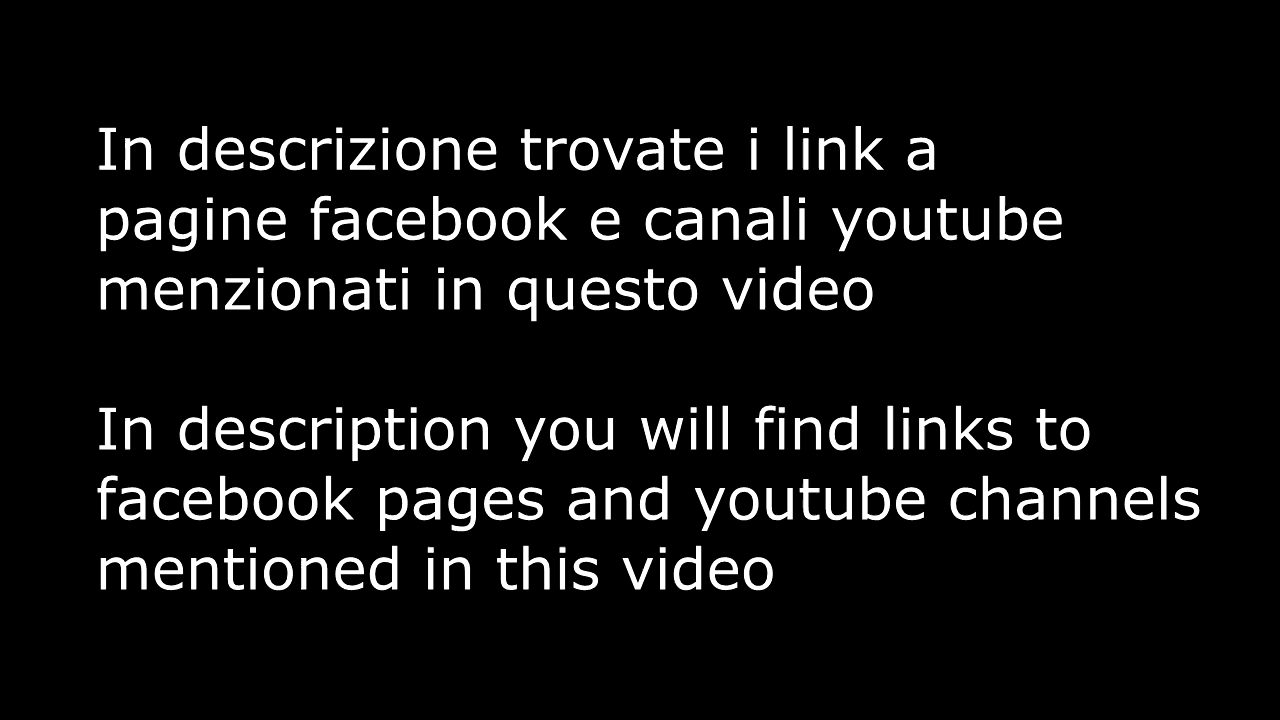 In descrizione trovate i link a
pagine facebook e canali youtube
menzionati in questo video
In description you will find links to
facebook pages and youtube channels
mentioned in this video